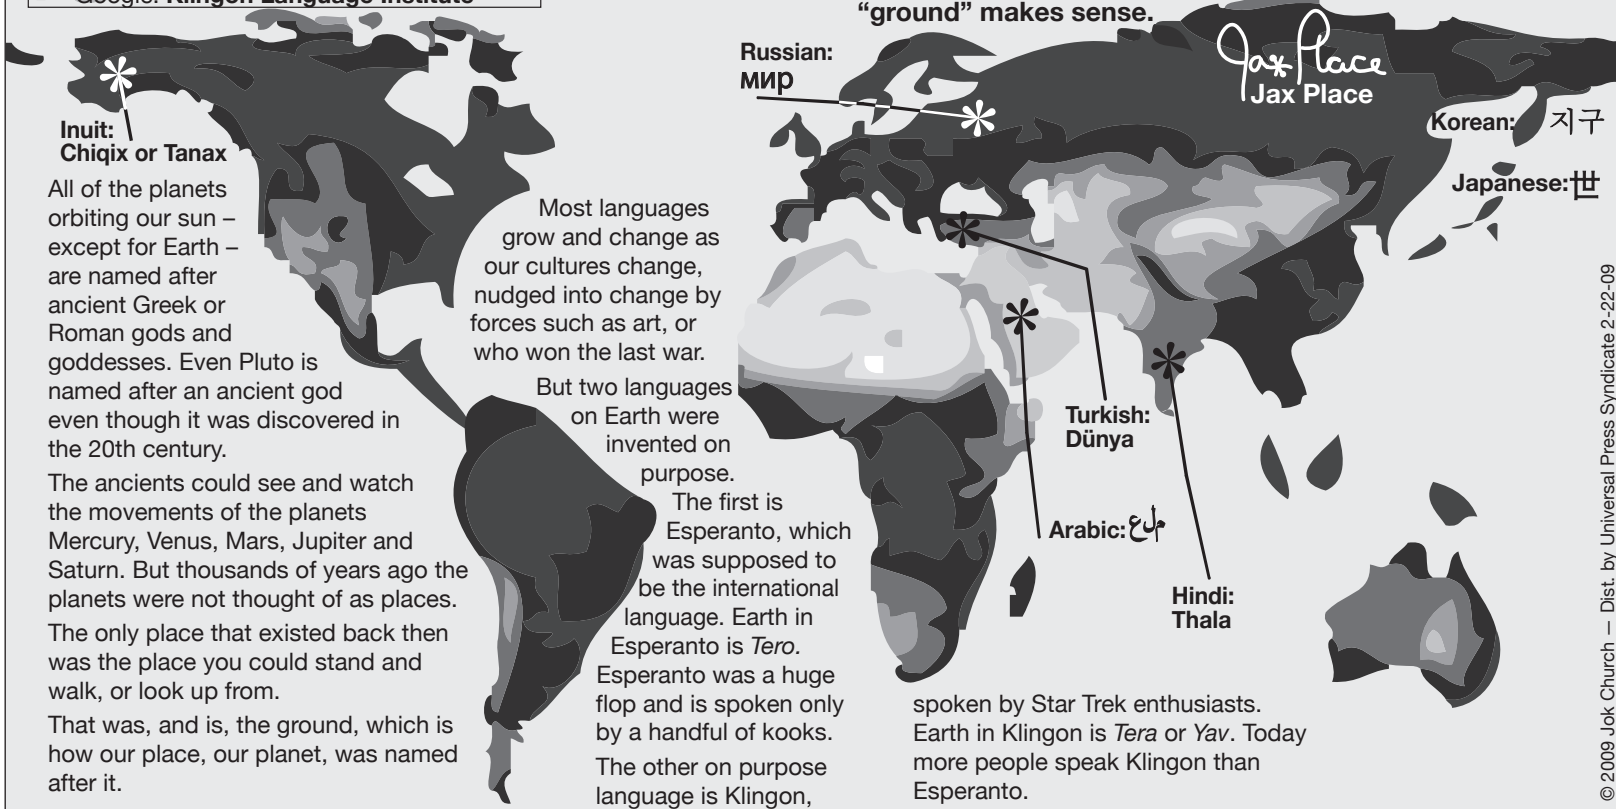 Google: Klingon Language Institute
"ground" makes sense.
Russian:
мир
Jax Place
Jax Place
Korean: 지구
Japanese: 世
Inuit:
Chiqix or Tanax
All of the planets
orbiting our sun –
except for Earth –
are named after
ancient Greek or
Roman gods and
goddesses. Even Pluto is
named after an ancient god
even though it was discovered in
the 20th century.
The ancients could see and watch
the movements of the planets
Mercury, Venus, Mars, Jupiter and
Saturn. But thousands of years ago the
planets were not thought of as places.
The only place that existed back then
was the place you could stand and
walk, or look up from.
That was, and is, the ground, which is
how our place, our planet, was named
after it.
Most languages
grow and change as
our cultures change,
nudged into change by
forces such as art, or
who won the last war.
But two languages
on Earth were
invented on
purpose.
The first is
Esperanto, which
was supposed to
be the international
language. Earth in
Esperanto is Tero.
Esperanto was a huge
flop and is spoken only
by a handful of kooks.
The other on purpose
language is Klingon,
spoken by Star Trek enthusiasts.
Earth in Klingon is Tera or Yav. Today
more people speak Klingon than
Esperanto.
Turkish:
Dünya
Arabic:
Hindi:
Thala
© 2009 Jok Church — Dist. by Universal Press Syndicate 2-22-09